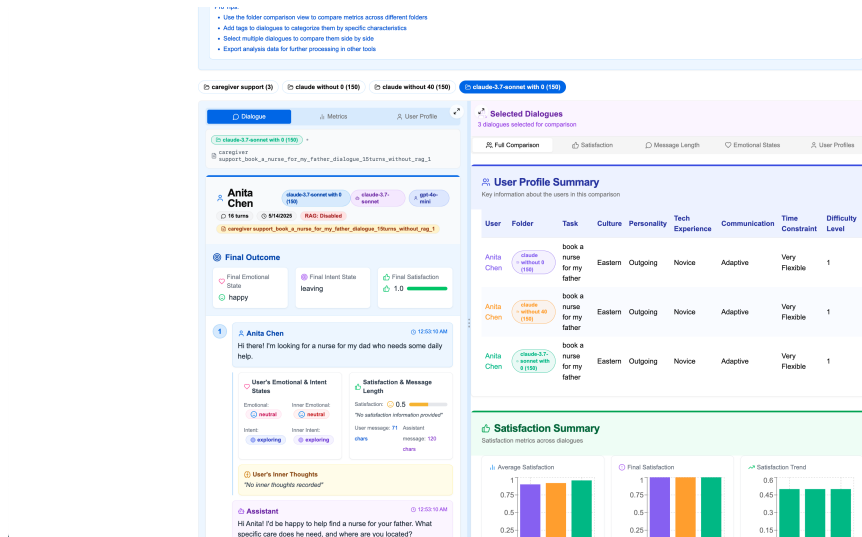 Pro Tips:
• Use the folder comparison view to compare metrics across different folders
• Add tags to dialogues to categorize them by specific characteristics
• Select multiple dialogues to compare them side by side
• Export analysis data for further processing in other tools
caregiver support (3)
claude without 0 (150)
claude without 40 (150)
claude-3.7-sonnet with 0 (150)
Dialogue
Metrics
User Profile
claude-3.7-sonnet with 0 (150)
caregiver
support_book_a_nurse_for_my_father_dialogue_15turns_without_rag_1
Anita
Chen
claude-3.7-sonnet with 0
(150)
claude-3.7-
sonnet
gpt-4o-
mini
16 turns
5/14/2025
RAG: Disabled
caregiver support_book_a_nurse_for_my_father_dialogue_15turns_without_rag_1
Final Outcome
Final Emotional
State
happy
Final Intent State
leaving
Final Satisfaction
1.0
1
Anita Chen
12:53:10 AM
Hi there! I'm looking for a nurse for my dad who needs some daily
help.
User's Emotional & Intent
States
Emotional:
neutral
Inner Emotional:
neutral
Intent:
exploring
Inner Intent:
exploring
Satisfaction & Message
Length
Satisfaction:
0.5
"No satisfaction information provided"
User message: 71
chars
Assistant
message: 120
chars
User's Inner Thoughts
"No inner thoughts recorded"
Assistant
12:53:10 AM
Hi Anita! I'd be happy to help find a nurse for your father. What
specific care does he need, and where are you located?
Selected Dialogues
3 dialogues selected for comparison
Full Comparison
Satisfaction
Message Length
Emotional States
User Profiles
User Profile Summary
Key information about the users in this comparison
User
Folder
Task
Culture
Personality
Tech
Experience
Communication
Time
Constraint
Difficulty
Level
Anita
Chen
claude
without 0
(150)
book a
nurse
for my
father
Eastern
Outgoing
Novice
Adaptive
Very
Flexible
1
Anita
Chen
claude
without 40
(150)
book a
nurse
for my
father
Eastern
Outgoing
Novice
Adaptive
Very
Flexible
1
Anita
Chen
claude-3.7-
sonnet with
0 (150)
book a
nurse
for my
father
Eastern
Outgoing
Novice
Adaptive
Very
Flexible
1
Satisfaction Summary
Satisfaction metrics across dialogues
Average Satisfaction
1
0.75
0.5
0.25
Final Satisfaction
1
0.75
0.5
0.25
Satisfaction Trend
0.6
0.45
0.3
0.15